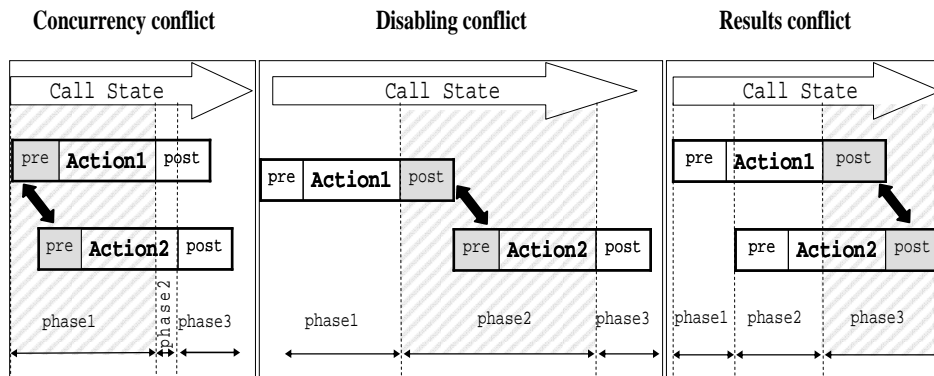 Concurrency conflict
Call State
pre Action1 post
pre Action2 post
phase1 phase2 phase3
Disabling conflict
Call State
pre Action1 post
pre Action2 post
phase1 phase2 phase3
Results conflict
Call State
pre Action1 post
pre Action2 post
phase1 phase2 phase3